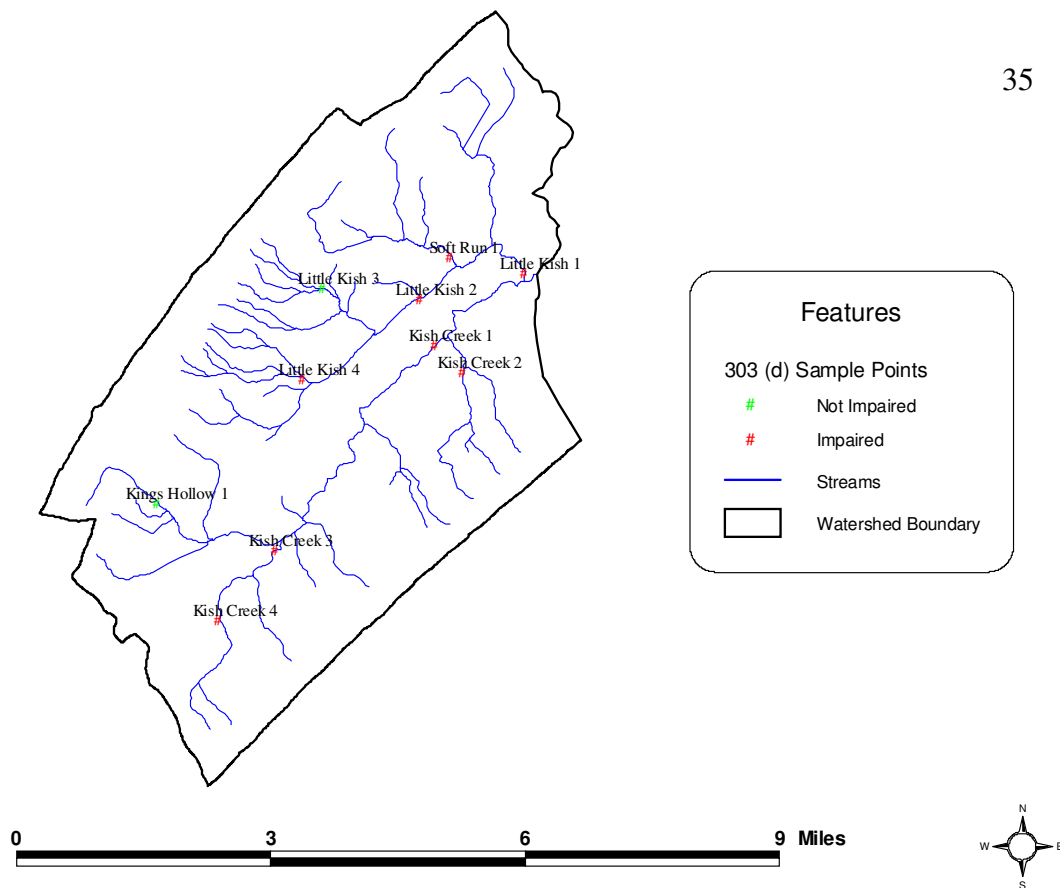 35
Soft Run 1
Little Kish 1
Little Kish 3
Little Kish 2
Kish Creek 1
Kish Creek 2
Little Kish 4
Kings Hollow 1
Kish Creek 3
Kish Creek 4
Features
303 (d) Sample Points
# Not Impaired
# Impaired
Streams
Watershed Boundary
0 3 6 9 Miles
N
W E
S